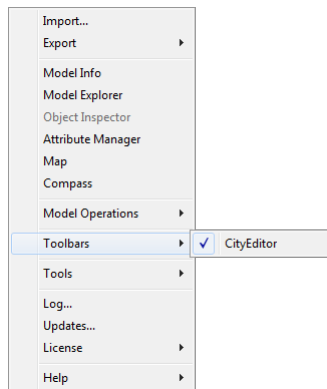 Import...
Export
Model Info
Model Explorer
Object Inspector
Attribute Manager
Map
Compass
Model Operations
Toolbars
CityEditor
Tools
Log...
Updates...
License
Help